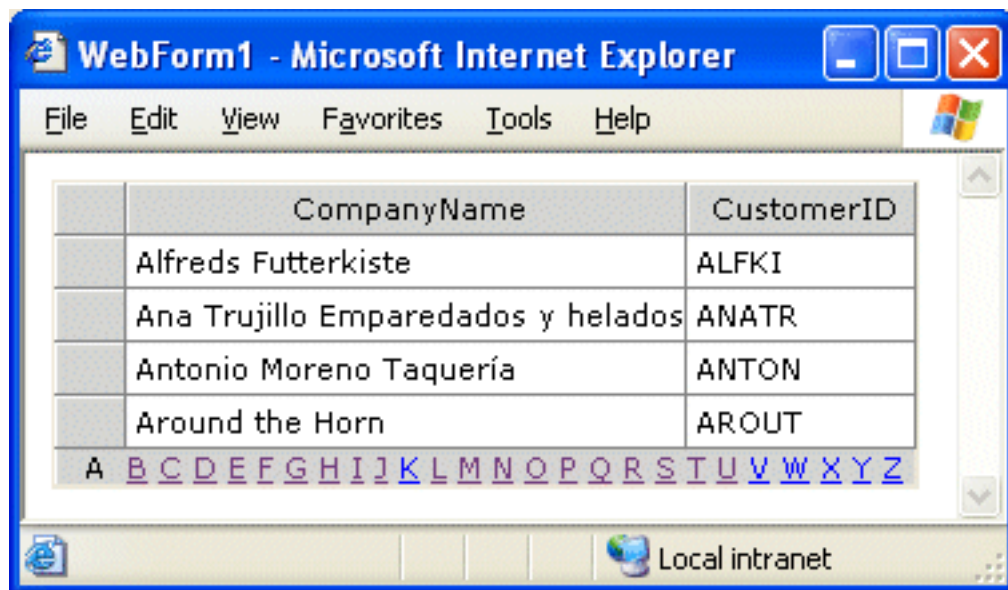 WebForm1 - Microsoft Internet Explorer
File Edit View Favorites Tools Help
CompanyName CustomerID
Alfreds Futterkiste ALFKI
Ana Trujillo Emparedados y helados ANATR
Antonio Moreno Taquería ANTON
Around the Horn AROUT
A B C D E F G H I J K L M N O P Q R S T U V W X Y Z
Local intranet